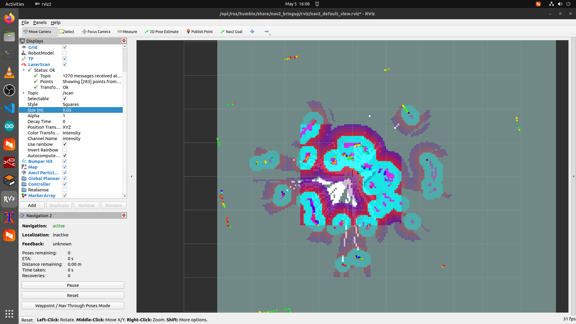 Activities
rviz2
May 5 16:08
/opt/ros/humble/share/nav2_bringup/rviz/nav2_default_view.rviz* - RViz
File Panels Help
Move Camera Select Focus Camera Measure 2D Pose Estimate Publish Point Nav2 Goal
Displays
Grid
RobotModel
TF
LaserScan
Status: Ok
Topic 1270 messages received at...
Points Showing [283] points from...
Transfo... Ok
Topic /scan
Selectable
Style Squares
Size (m) 0.05
Alpha 1
Decay Time 0
Position Trans... XYZ
Color Transfo... Intensity
Channel Name intensity
Use rainbow
Invert Rainbow
Autocompute...
Bumper Hit
Map
Amcl Particl...
Global Planner
Controller
Realsense
MarkerArray
Add Duplicate Remove Rename
Navigation 2
Navigation: active
Localization: inactive
Feedback: unknown
Poses remaining: 0
ETA: 0 s
Distance remaining: 0.00 m
Time taken: 0 s
Recoveries: 0
Pause
Reset
Waypoint / Nav Through Poses Mode
Reset Left-Click: Rotate. Middle-Click: Move X/Y. Right-Click: Zoom. Shift: More options.
31 fps